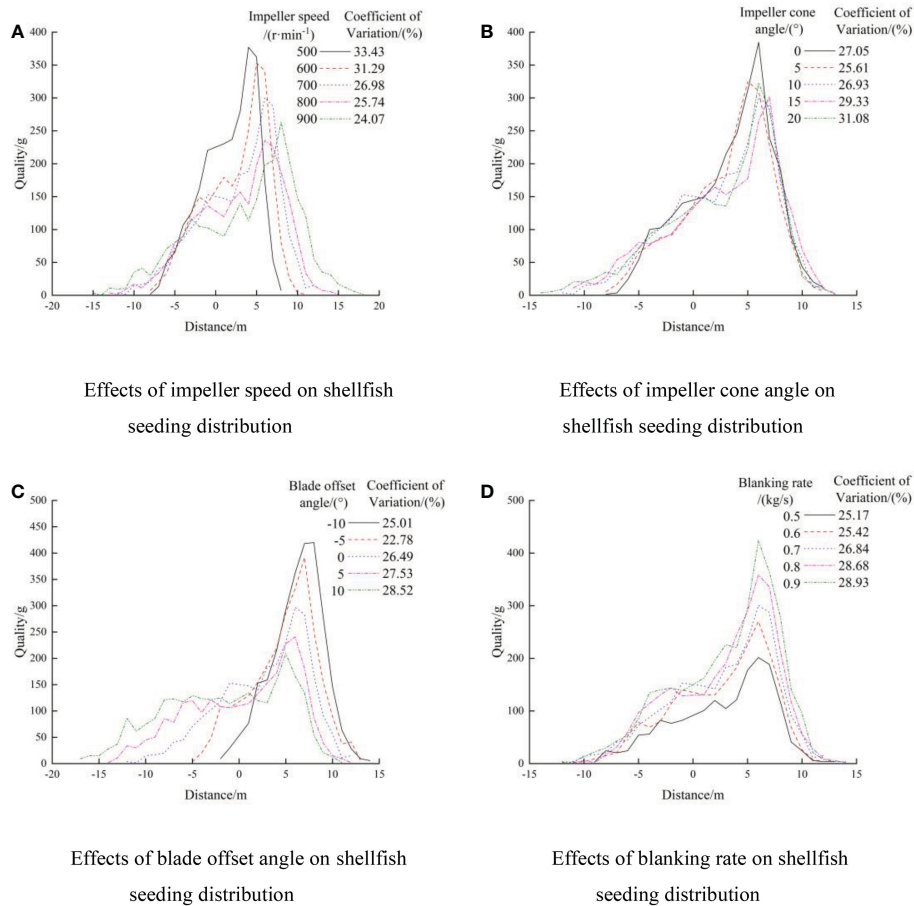 A
Impeller speed Coefficient of
/(r·min⁻¹) Variation/(%)
500 33.43
600 31.29
700 26.98
800 25.74
900 24.07
Quality/g
400
350
300
250
200
150
100
50
0
-20 -15 -10 -5 0 5 10 15 20
Distance/m
Effects of impeller speed on shellfish
seeding distribution
B
Impeller cone Coefficient of
angle/(°) Variation/(%)
0 27.05
5 25.61
10 26.93
15 29.33
20 31.08
Quality/g
400
350
300
250
200
150
100
50
0
-15 -10 -5 0 5 10 15
Distance/m
Effects of impeller cone angle on
shellfish seeding distribution
C
Blade offset Coefficient of
angle/(°) Variation/(%)
-10 25.01
-5 22.78
0 26.49
5 27.53
10 28.52
Quality/g
500
450
400
350
300
250
200
150
100
50
0
-20 -15 -10 -5 0 5 10 15
Distance/m
Effects of blade offset angle on shellfish
seeding distribution
D
Blanking rate Coefficient of
/(kg/s) Variation/(%)
0.5 25.17
0.6 25.42
0.7 26.84
0.8 28.68
0.9 28.93
Quality/g
500
400
300
200
100
0
-15 -10 -5 0 5 10 15
Distance/m
Effects of blanking rate on shellfish
seeding distribution